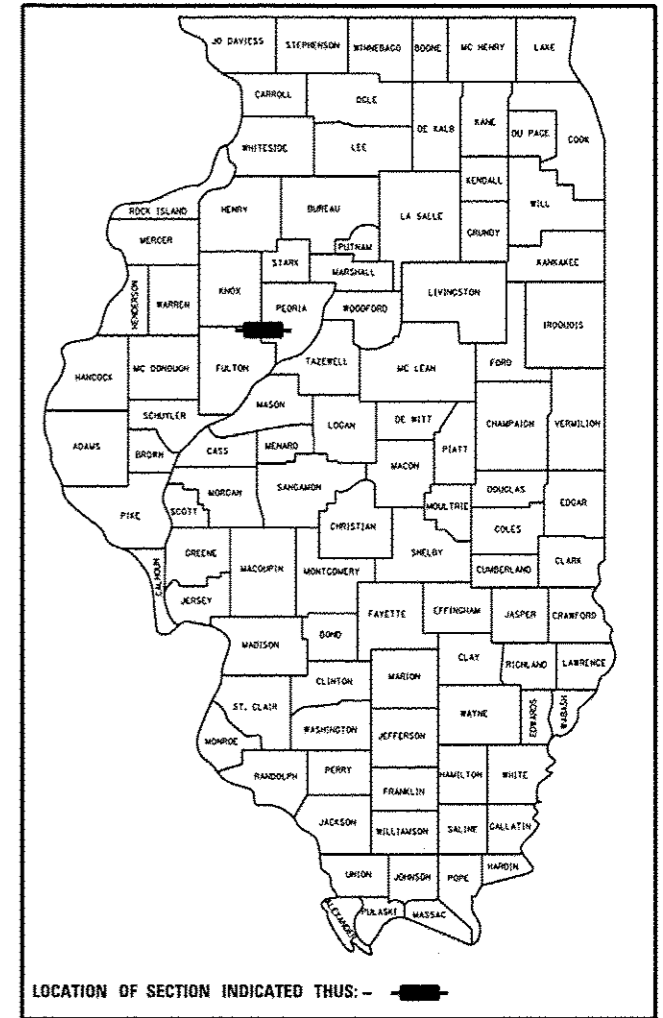 JO DAVIESS STEPHENSON WINNEBAGO BOONE MC HENRY LAKE
CARROLL OGLE DE KALB KANE DU PAGE COOK
WHITESIDE LEE KENDALL WILL
ROCK ISLAND HENRY BUREAU LA SALLE GRUNDY
MERCER PUTNAM KANKAKEE
HENDERSON WARREN KNOX STARK MARSHALL LIVINGSTON
PEORIA WOODFORD IROQUOIS
HANCOCK MC DONOUGH FULTON TAZEWELL MC LEAN FORD
MASON
SCHUYLER LOGAN DE WITT CHAMPAIGN VERMILION
ADAMS BROWN CASS MENARD MACON PIATT
PIKE SCOTT MORGAN SANGAMON MOULTRIE DOUGLAS EDGAR
CHRISTIAN COLES
CALHOUN GREENE MACOUPIN MONTGOMERY SHELBY CUMBERLAND CLARK
JERSEY FAYETTE EFFINGHAM JASPER CRAWFORD
MADISON BOND
CLINTON MARION CLAY RICHLAND LAWRENCE
ST. CLAIR WAYNE EDWARDS WABASH
MONROE WASHINGTON JEFFERSON
RANDOLPH PERRY HAMILTON WHITE
FRANKLIN
JACKSON WILLIAMSON SALINE GALLATIN
UNION JOHNSON POPE HARDIN
ALEXANDER PULASKI MASSAC
LOCATION OF SECTION INDICATED THUS: -